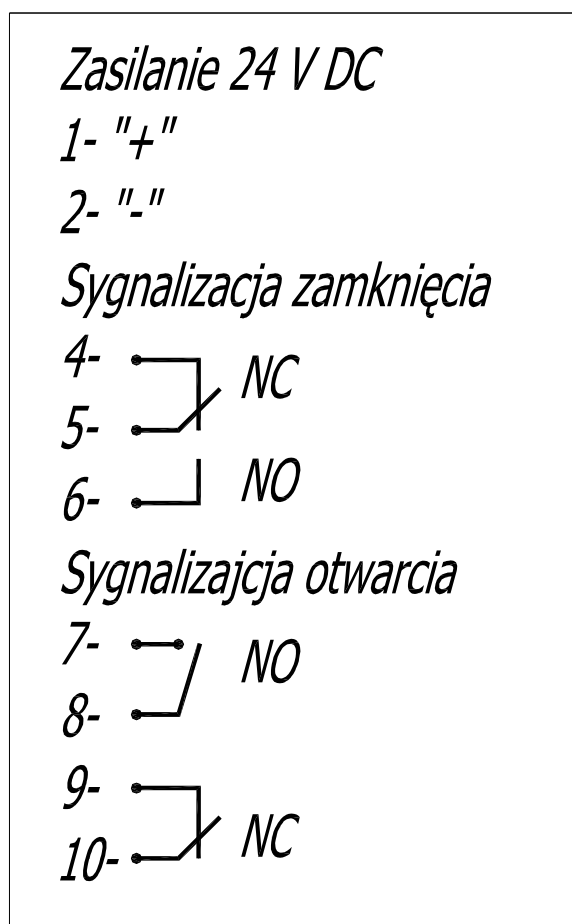 Zasilanie 24 V DC
1- "+"
2- "-"
Sygnalizacja zamknięcia
4-
NC
5-
NO
6-
Sygnalizajcja otwarcia
7-
NO
8-
9-
NC
10-